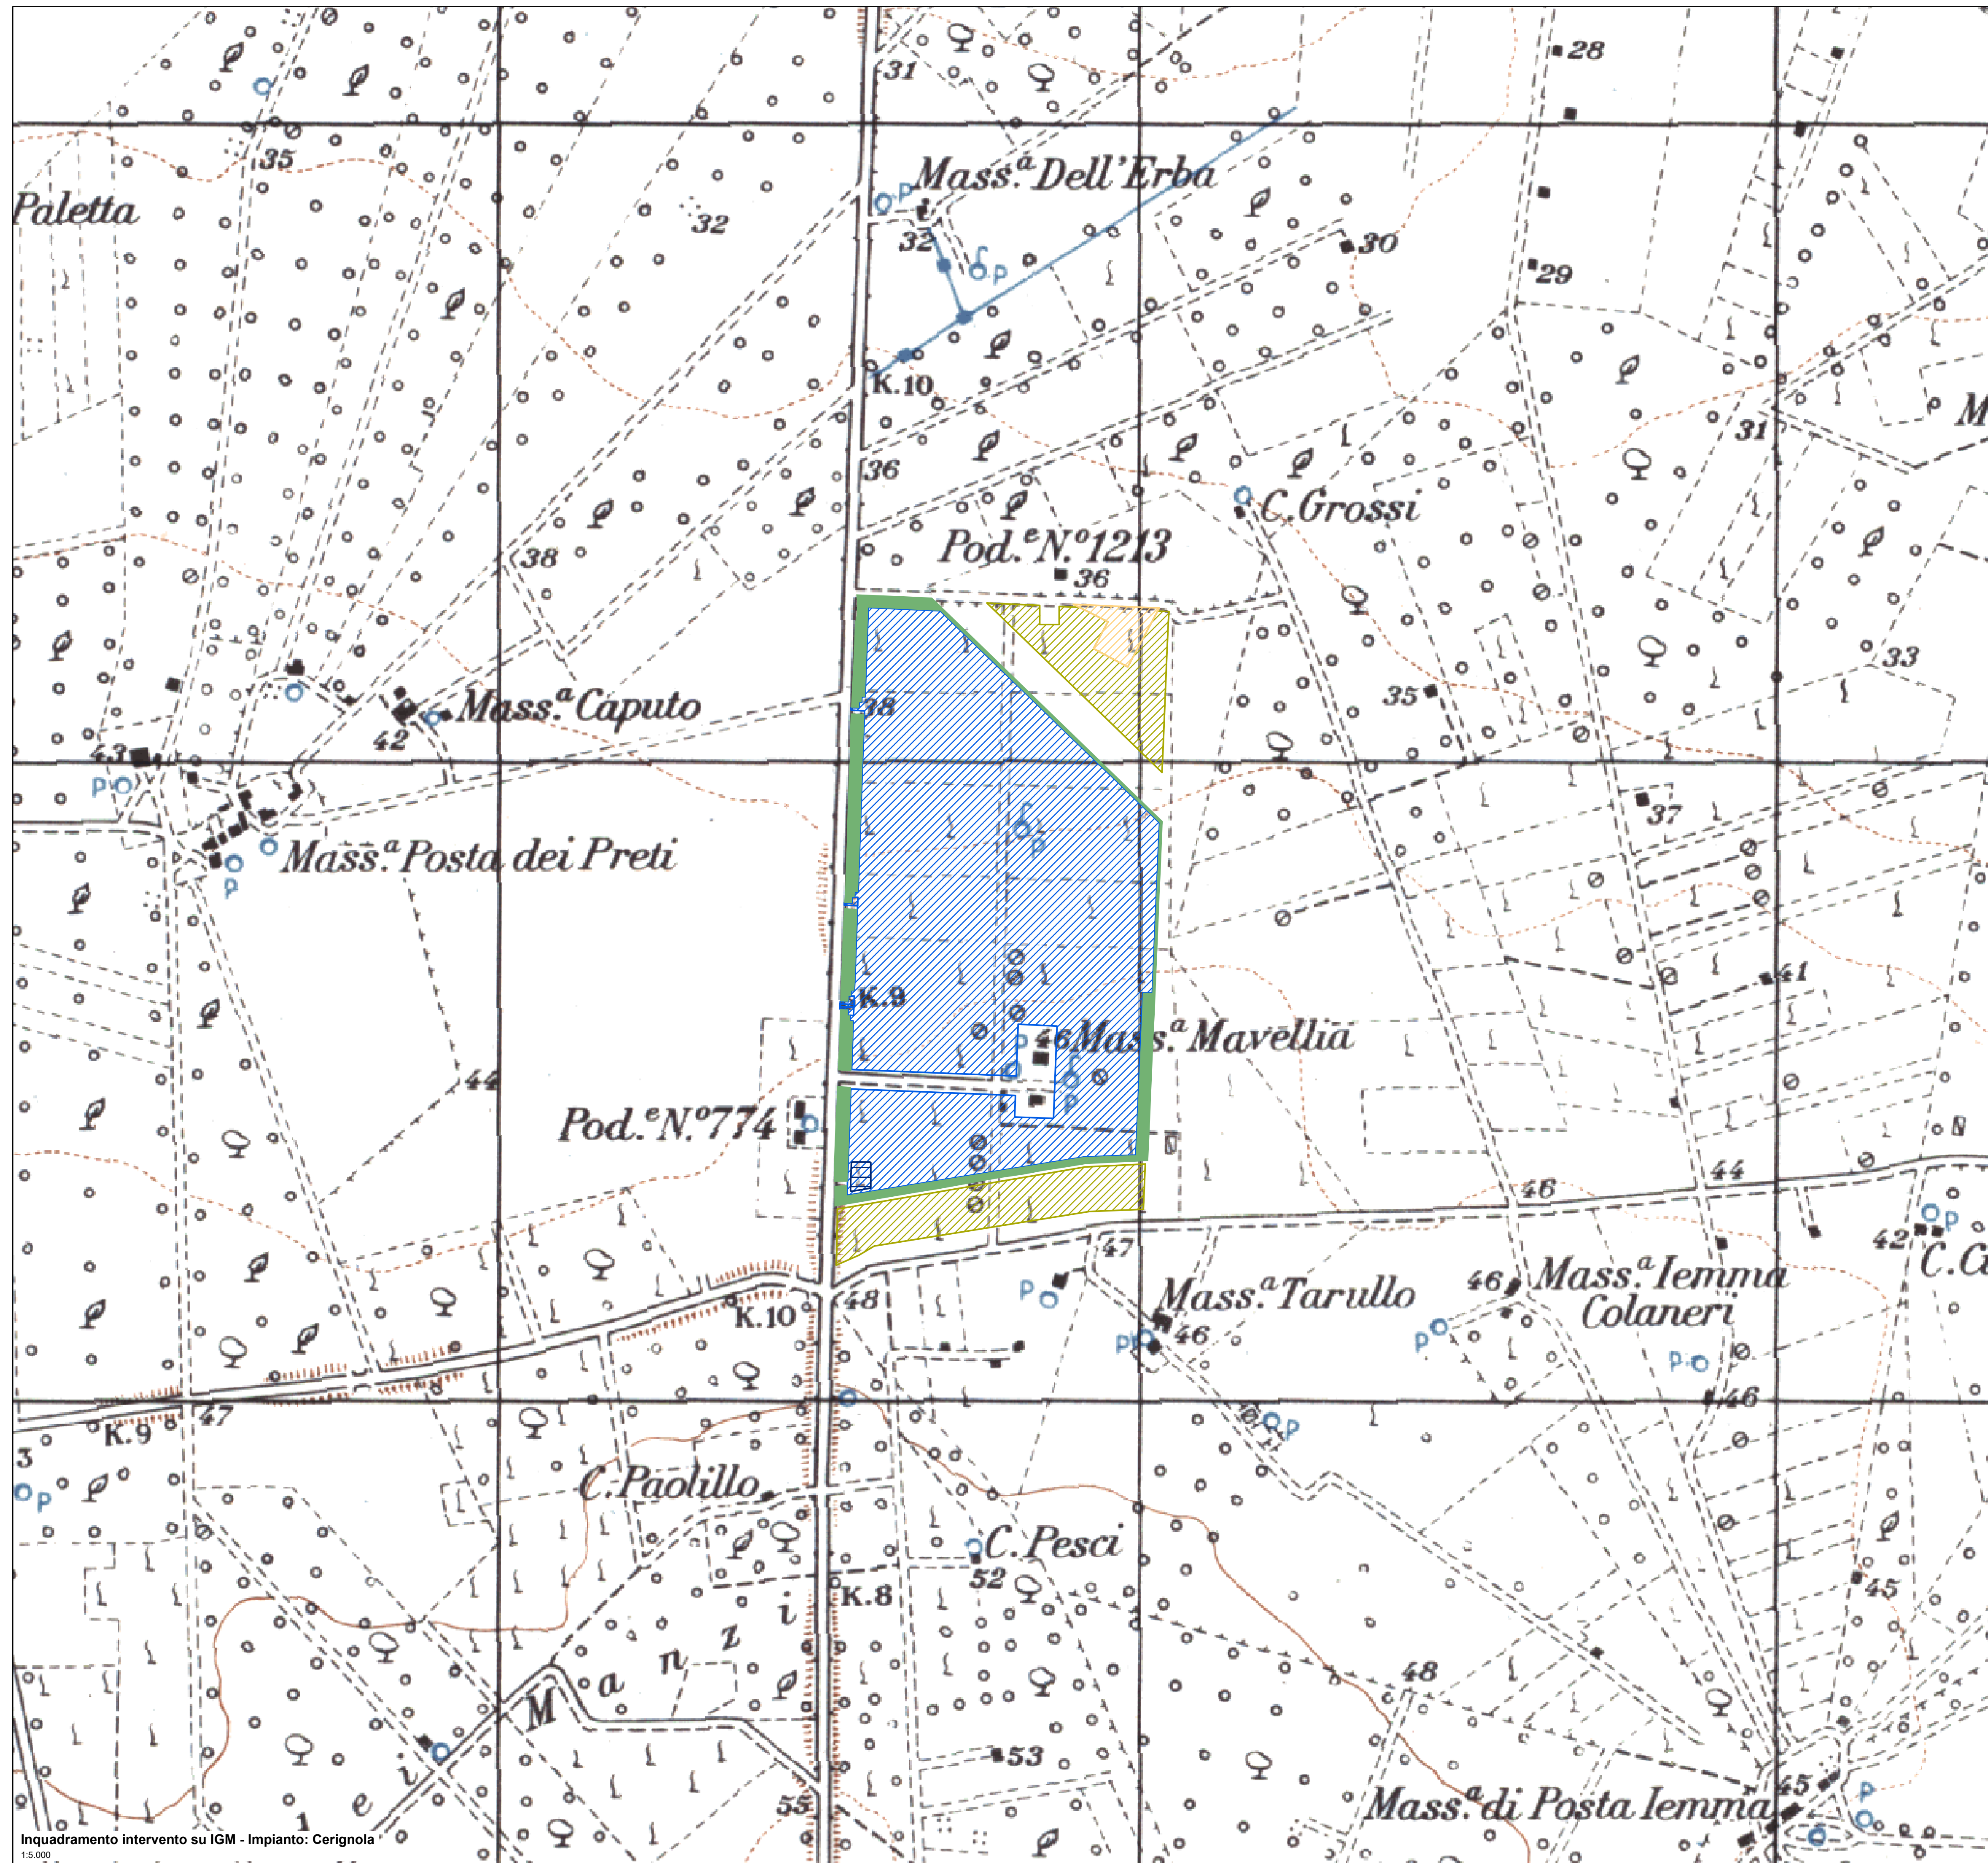 31
28
35
Mass.ª Dell'Erba
P
Paletta
32
32
30
P
29
K.10
31
M
36
C. Grossi
Pod.e N.º 1213
38
36
33
35
38
Mass.ª Caputo
42
43
P
37
P
Mass.ª Posta dei Preti
P
41
K.9
P
46
Mass.ª Mavellia
44
P
Pod.e N.º 774
44
46
P
47
42
C.Ca
46
Mass.ª Iemma
Colaneri
P
48
Mass.ª Tarullo
K.10
P
46
P
P
47
46
K.9
P
3
C. Paolillo
P
C. Pesci
52
45
K.8
i
z
n
48
a
M
53
i
45
P
55
e
l
Mass.ª di Posta Iemma
Inquadramento intervento su IGM - Impianto: Cerignola
1:5.000